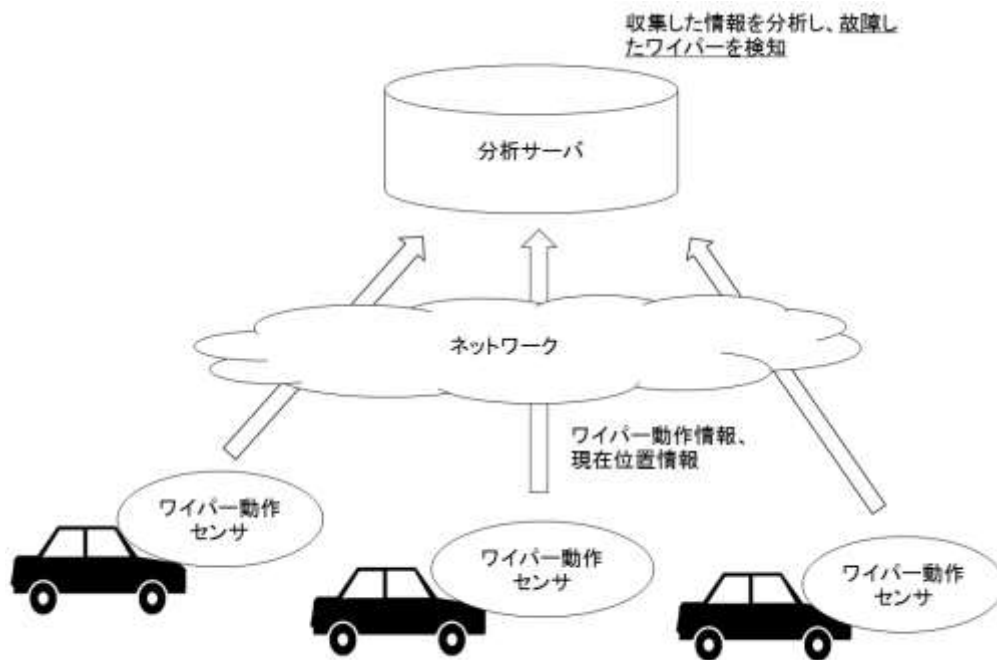 収集した情報を分析し、故障し
たワイパーを検知
分析サーバ
ネットワーク
ワイパー動作情報、
現在位置情報
ワイパー動作
センサ
ワイパー動作
センサ
ワイパー動作
センサ